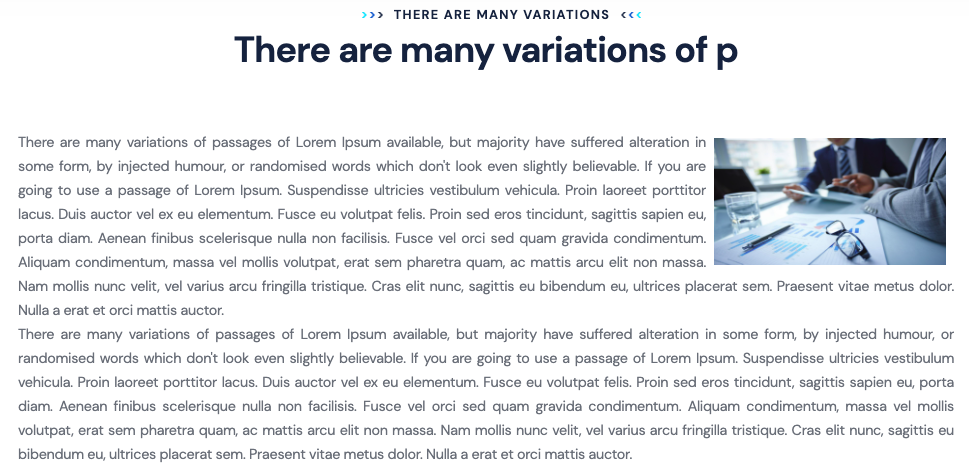 >>> THERE ARE MANY VARIATIONS <<<
There are many variations of p
There are many variations of passages of Lorem Ipsum available, but majority have suffered alteration in
some form, by injected humour, or randomised words which don't look even slightly believable. If you are
going to use a passage of Lorem Ipsum. Suspendisse ultricies vestibulum vehicula. Proin laoreet porttitor
lacus. Duis auctor vel ex eu elementum. Fusce eu volutpat felis. Proin sed eros tincidunt, sagittis sapien eu,
porta diam. Aenean finibus scelerisque nulla non facilisis. Fusce vel orci sed quam gravida condimentum.
Aliquam condimentum, massa vel mollis volutpat, erat sem pharetra quam, ac mattis arcu elit non massa.
Nam mollis nunc velit, vel varius arcu fringilla tristique. Cras elit nunc, sagittis eu bibendum eu, ultrices placerat sem. Praesent vitae metus dolor.
Nulla a erat et orci mattis auctor.
There are many variations of passages of Lorem Ipsum available, but majority have suffered alteration in some form, by injected humour, or
randomised words which don't look even slightly believable. If you are going to use a passage of Lorem Ipsum. Suspendisse ultricies vestibulum
vehicula. Proin laoreet porttitor lacus. Duis auctor vel ex eu elementum. Fusce eu volutpat felis. Proin sed eros tincidunt, sagittis sapien eu, porta
diam. Aenean finibus scelerisque nulla non facilisis. Fusce vel orci sed quam gravida condimentum. Aliquam condimentum, massa vel mollis
volutpat, erat sem pharetra quam, ac mattis arcu elit non massa. Nam mollis nunc velit, vel varius arcu fringilla tristique. Cras elit nunc, sagittis eu
bibendum eu, ultrices placerat sem. Praesent vitae metus dolor. Nulla a erat et orci mattis auctor.